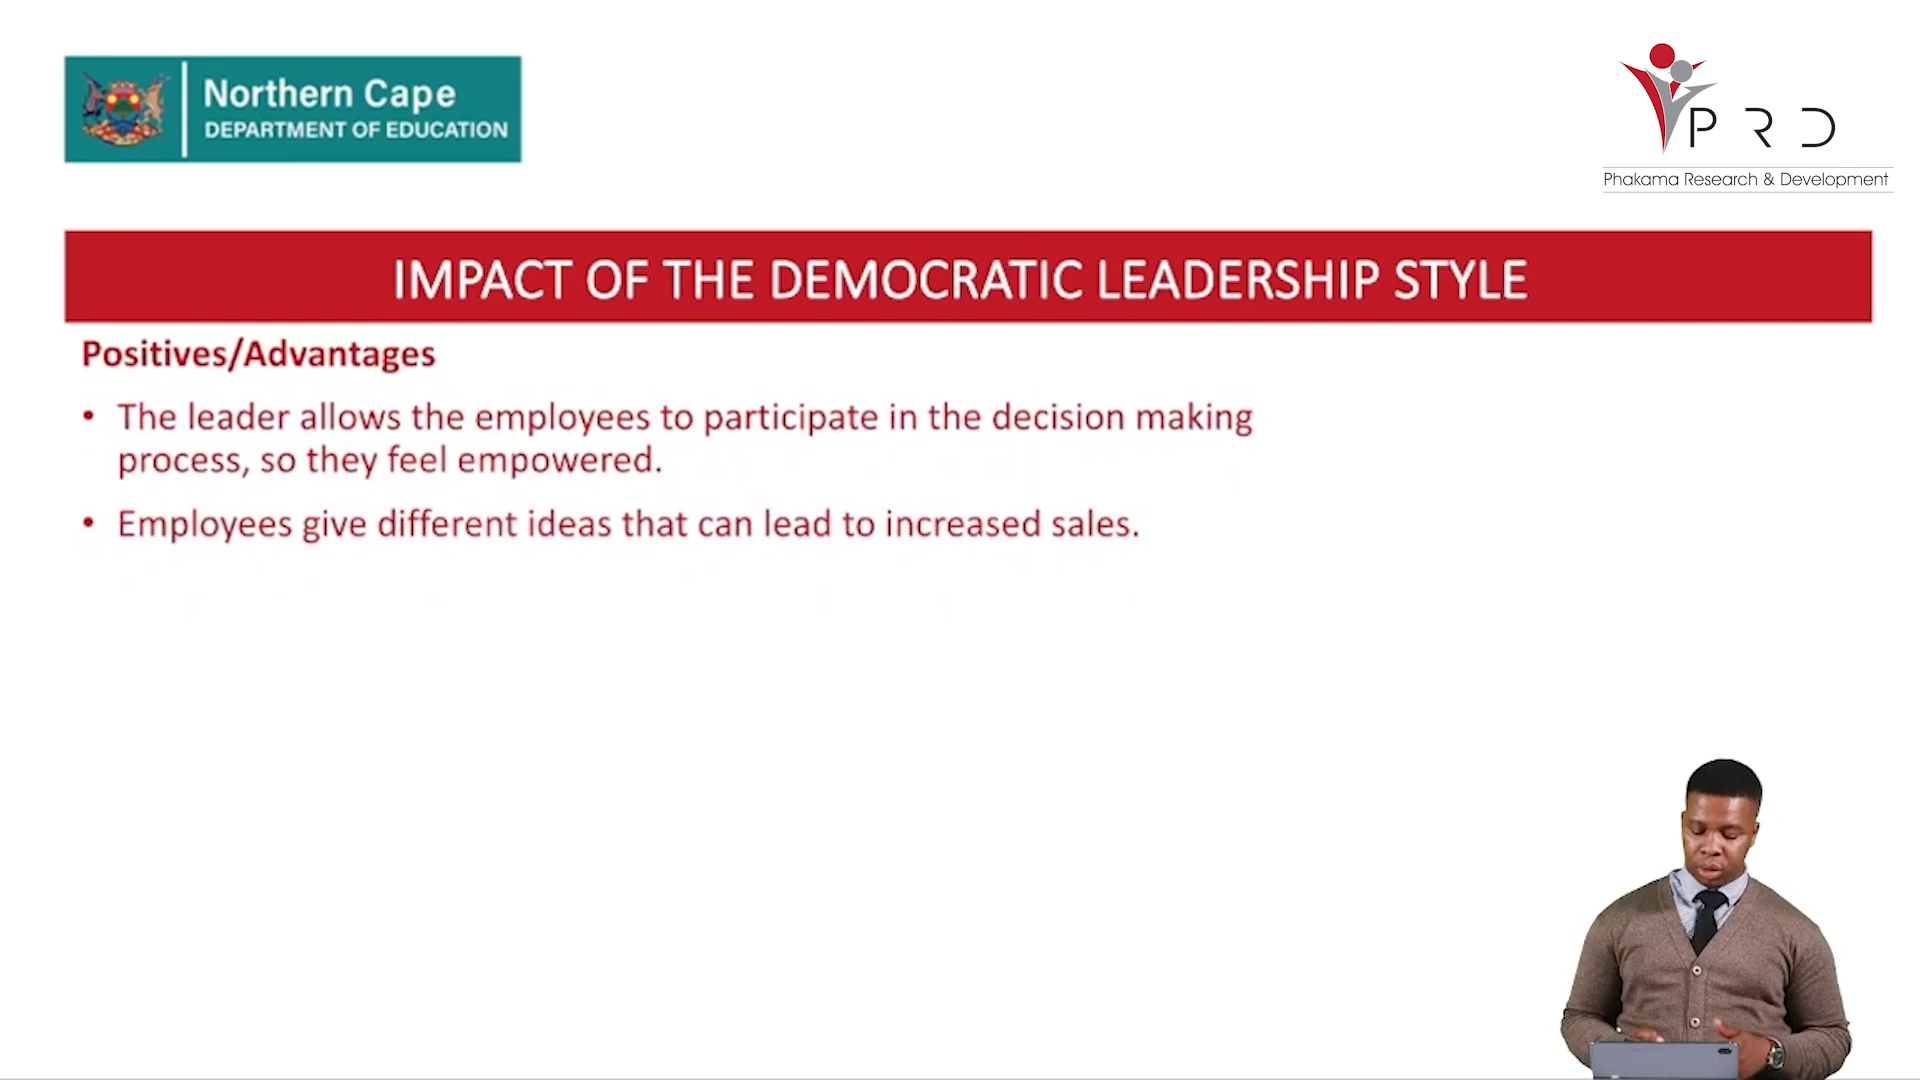 Northern Cape
DEPARTMENT OF EDUCATION
PRD
Phakama Research & Development
IMPACT OF THE DEMOCRATIC LEADERSHIP STYLE
Positives/Advantages
• The leader allows the employees to participate in the decision making
process, so they feel empowered.
• Employees give different ideas that can lead to increased sales.